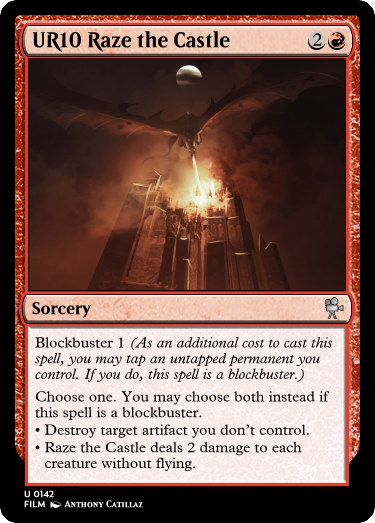 UR10 Raze the Castle 2
Sorcery
Blockbuster 1 (As an additional cost to cast this
spell, you may tap an untapped permanent you
control. If you do, this spell is a blockbuster.)
Choose one. You may choose both instead if
this spell is a blockbuster.
• Destroy target artifact you don't control.
• Raze the Castle deals 2 damage to each
creature without flying.
U 0142
FILM Anthony Catillaz